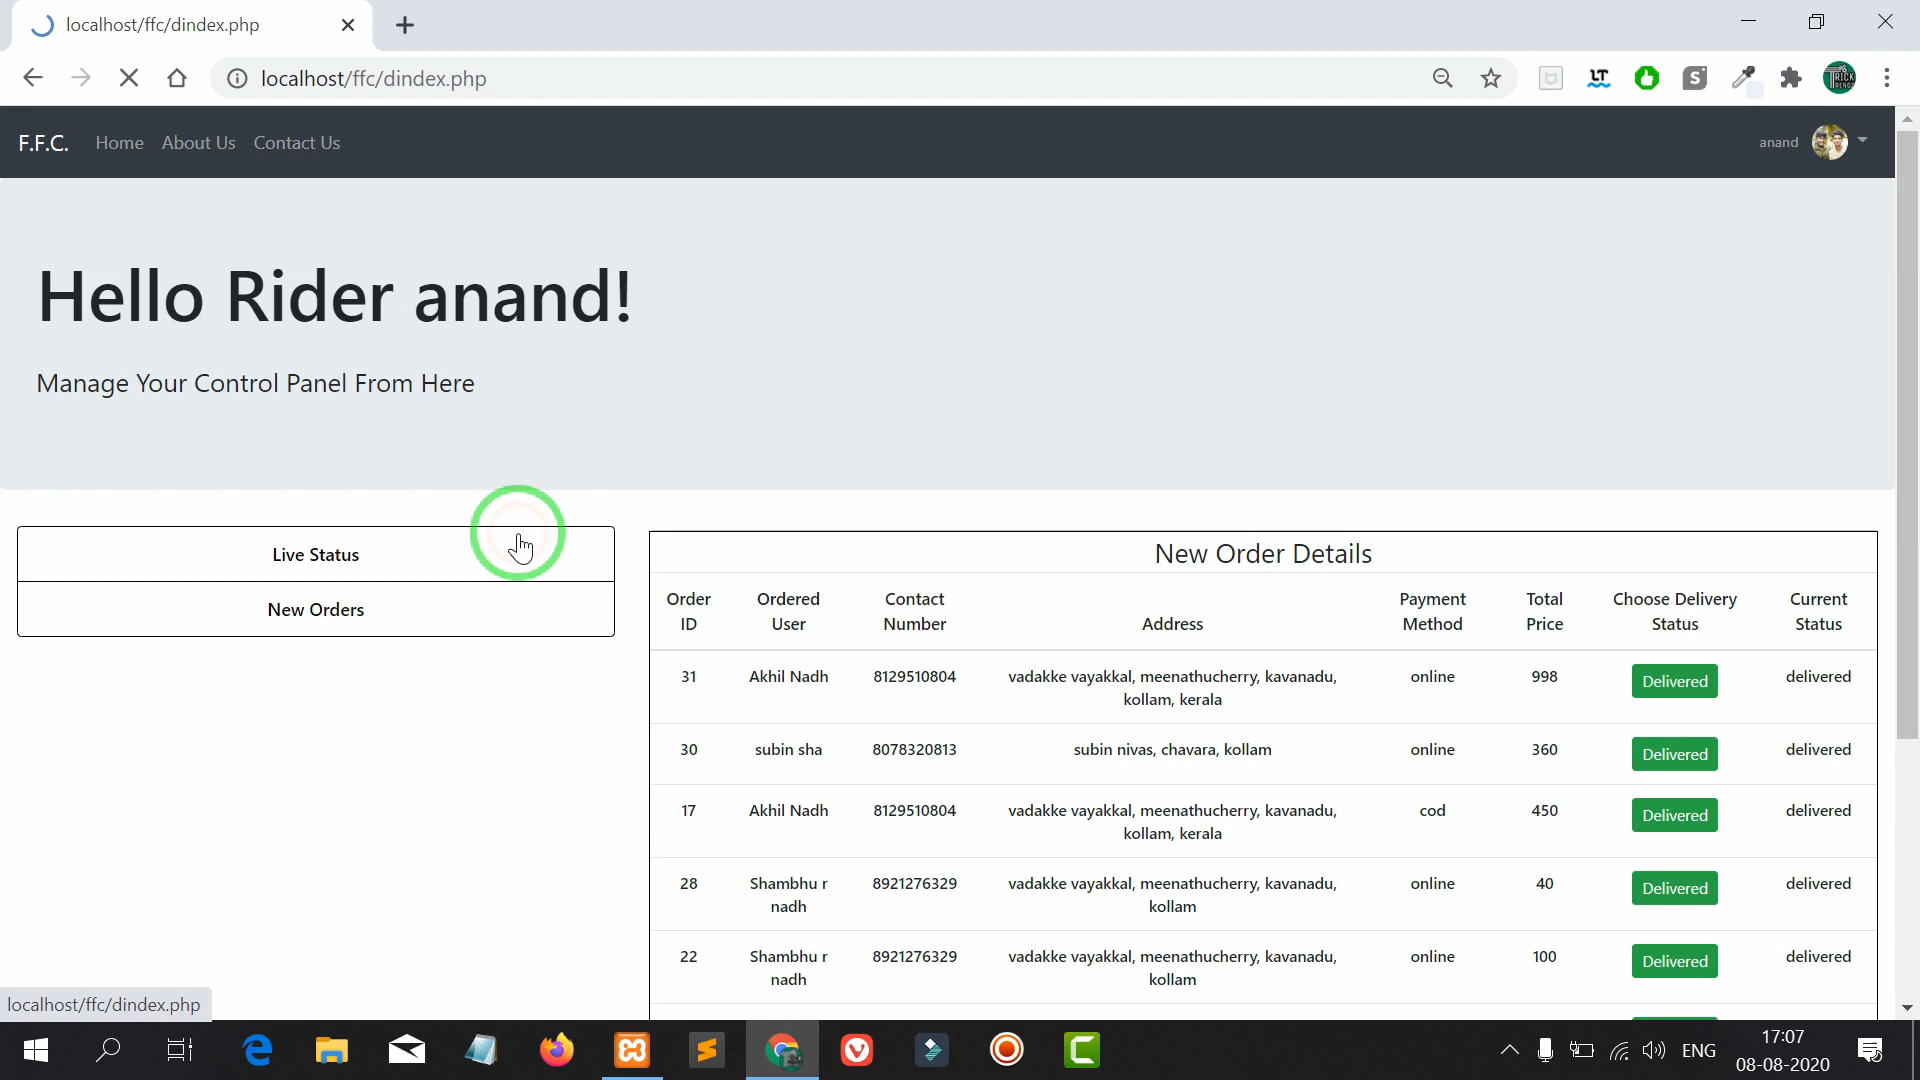 localhost/ffc/dindex.php
localhost/ffc/dindex.php
F.F.C. Home About Us Contact Us anand
Hello Rider anand!
Manage Your Control Panel From Here
Live Status
New Orders
New Order Details
Order ID Ordered User Contact Number Address Payment Method Total Price Choose Delivery Status Current Status
31 Akhil Nadh 8129510804 vadakke vayakkal, meenathucherry, kavanadu, online 998 Delivered delivered
kollam, kerala
30 subin sha 8078320813 subin nivas, chavara, kollam online 360 Delivered delivered
17 Akhil Nadh 8129510804 vadakke vayakkal, meenathucherry, kavanadu, cod 450 Delivered delivered
kollam, kerala
28 Shambhu r 8921276329 vadakke vayakkal, meenathucherry, kavanadu, online 40 Delivered delivered
nadh kollam
22 Shambhu r 8921276329 vadakke vayakkal, meenathucherry, kavanadu, online 100 Delivered delivered
nadh kollam
localhost/ffc/dindex.php
ENG
17:07
08-08-2020